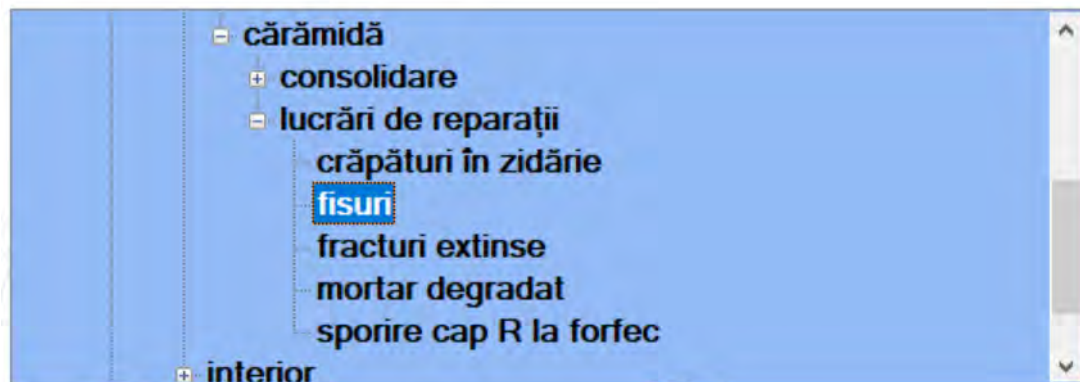 cărămidă
consolidare
lucrări de reparații
crăpături în zidărie
fisuri
fracturi extinse
mortar degradat
sporire cap R la forfec
interior